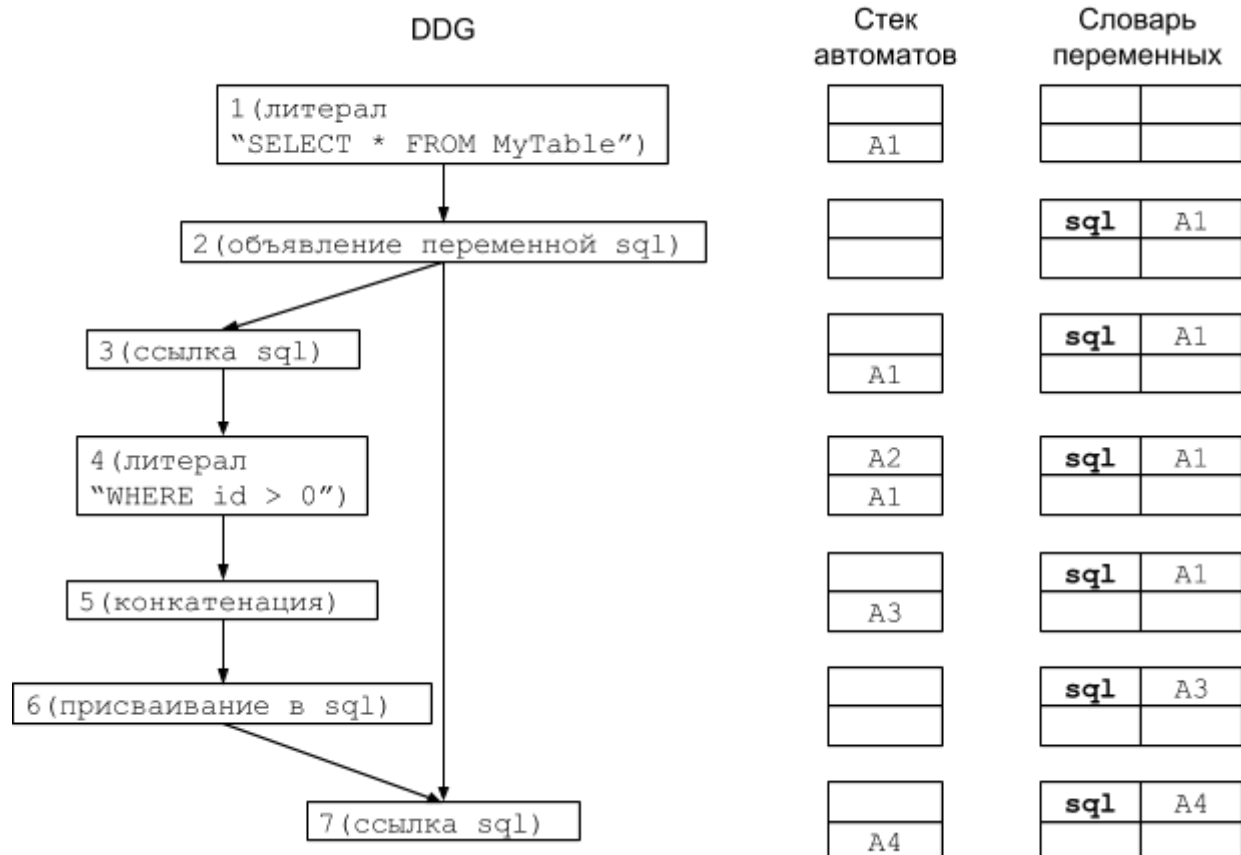 DDG
Стек
автоматов
Словарь
переменных
1(литерал
“SELECT * FROM MyTable”)
A1
2(объявление переменной sql)
sql A1
3(ссылка sql)
A1
sql A1
4(литерал
“WHERE id > 0”)
A2
A1
sql A1
5(конкатенация)
A3
sql A1
6(присваивание в sql)
sql A3
7(ссылка sql)
A4
sql A4